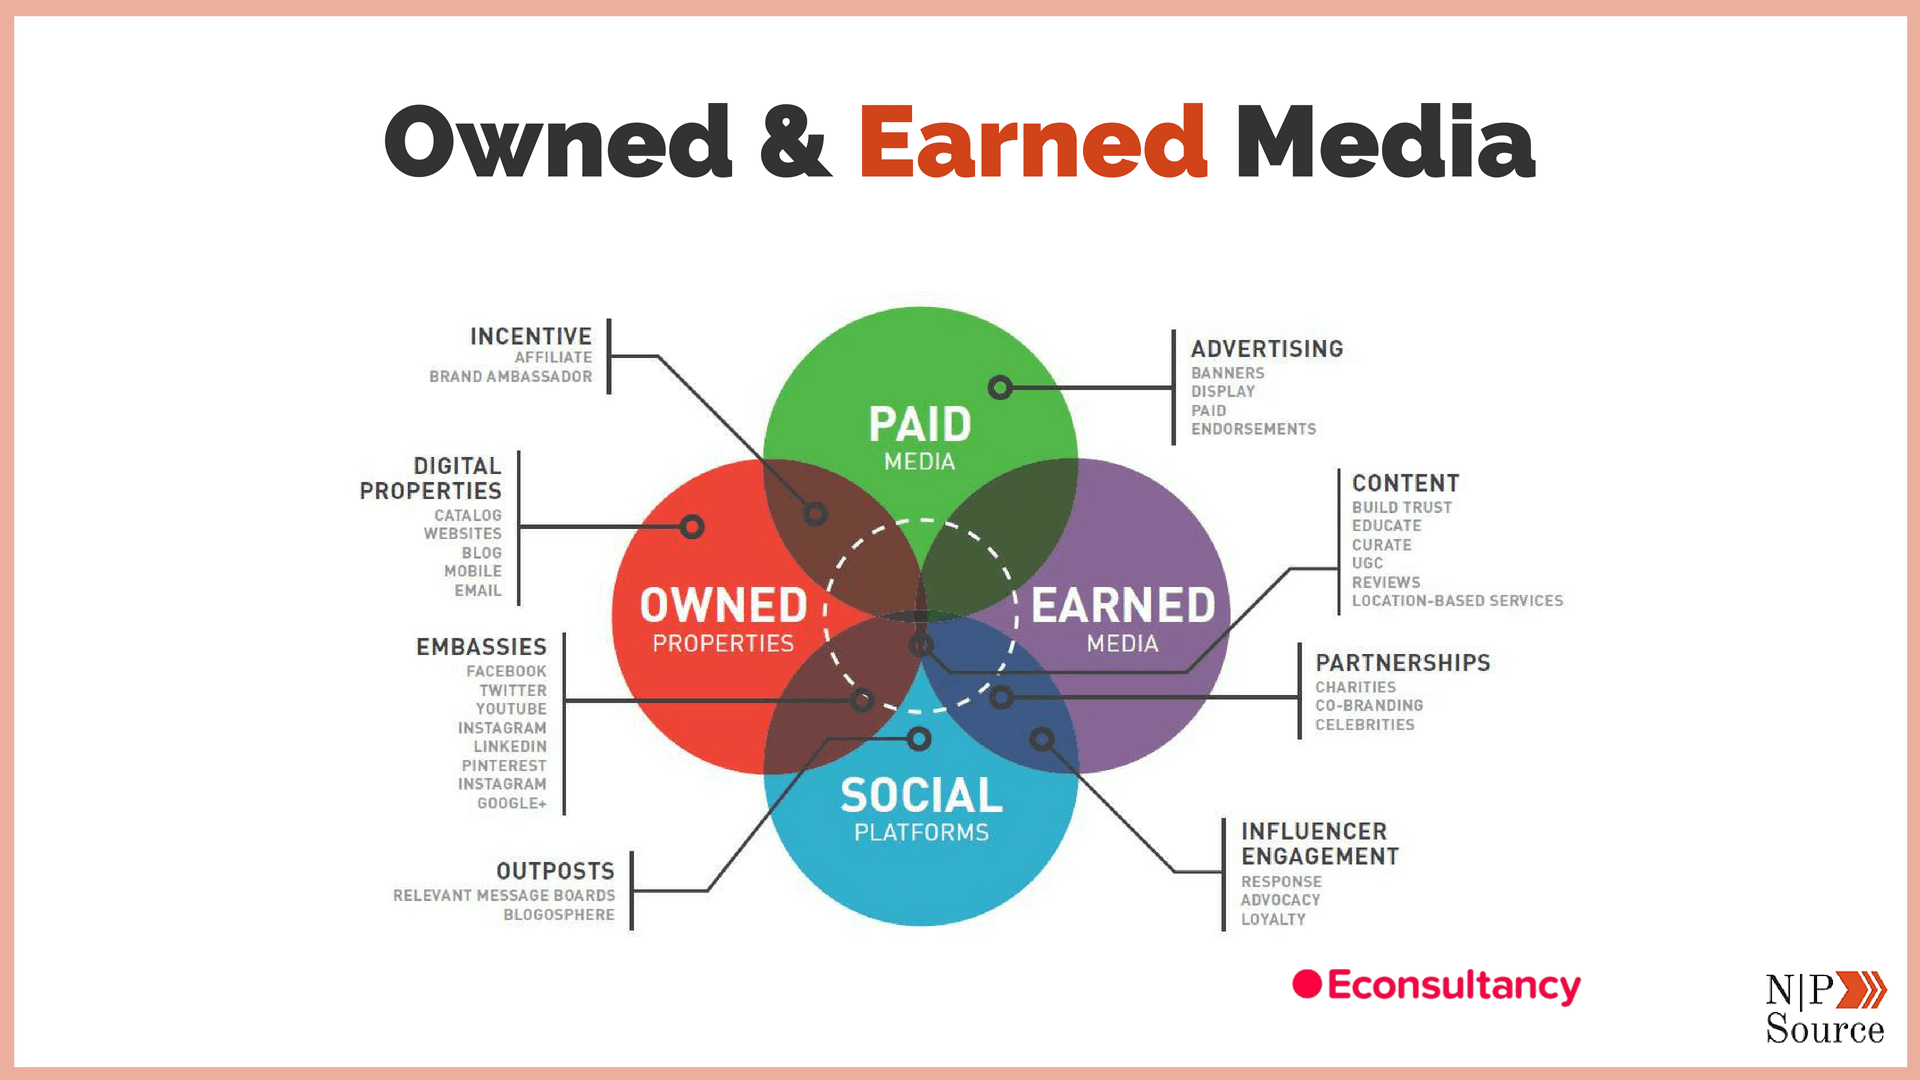 Owned & Earned Media
INCENTIVE
AFFILIATE
BRAND AMBASSADOR
DIGITAL
PROPERTIES
CATALOG
WEBSITES
BLOG
MOBILE
EMAIL
EMBASSIES
FACEBOOK
TWITTER
YOUTUBE
INSTAGRAM
LINKEDIN
PINTEREST
INSTAGRAM
GOOGLE+
OUTPOSTS
RELEVANT MESSAGE BOARDS
BLOGOSPHERE
PAID
MEDIA
OWNED
PROPERTIES
EARNED
MEDIA
SOCIAL
PLATFORMS
ADVERTISING
BANNERS
DISPLAY
PAID
ENDORSEMENTS
CONTENT
BUILD TRUST
EDUCATE
CURATE
UGC
REVIEWS
LOCATION-BASED SERVICES
PARTNERSHIPS
CHARITIES
CO-BRANDING
CELEBRITIES
INFLUENCER
ENGAGEMENT
RESPONSE
ADVOCACY
LOYALTY
Econsultancy
N|P
Source